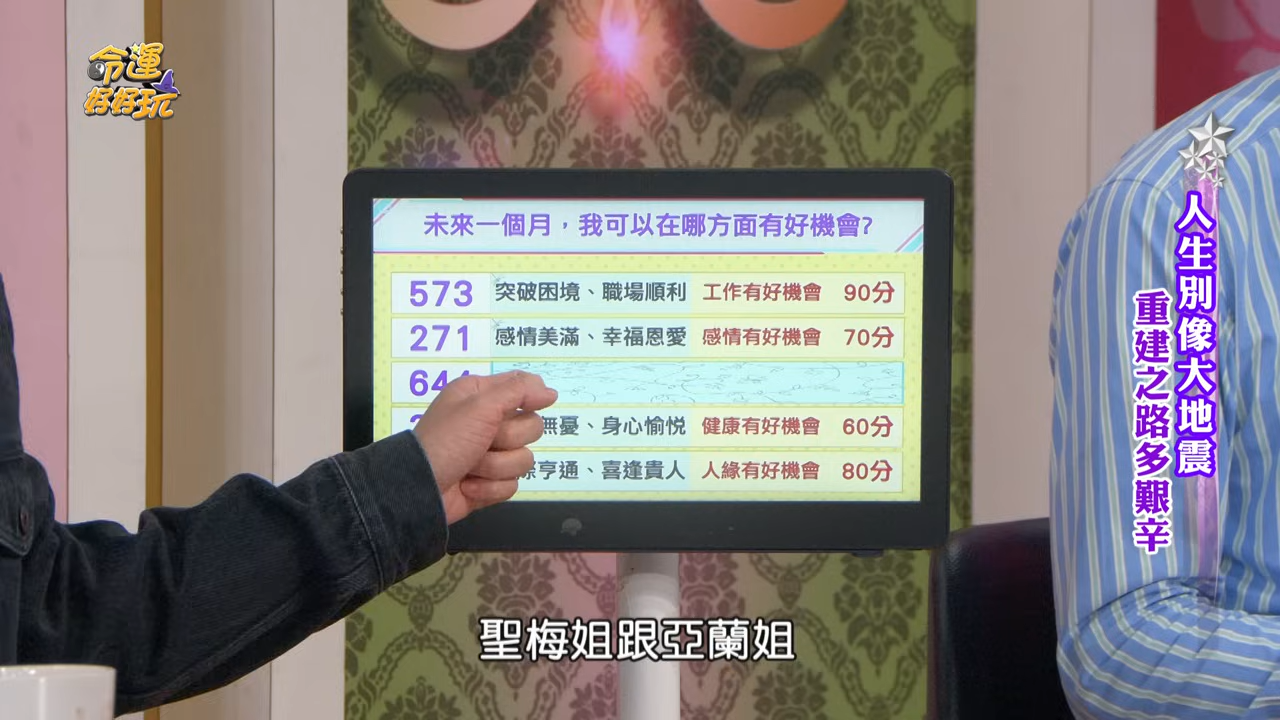 命運
好好玩
人生別像大地震
重建之路多艱辛
未來一個月，我可以在哪方面有好機會?
573 突破困境、職場順利 工作有好機會 90分
271 感情美滿、幸福恩愛 感情有好機會 70分
無憂、身心愉悅 健康有好機會 60分
亨通、喜逢貴人 人緣有好機會 80分
聖梅姐跟亞蘭姐